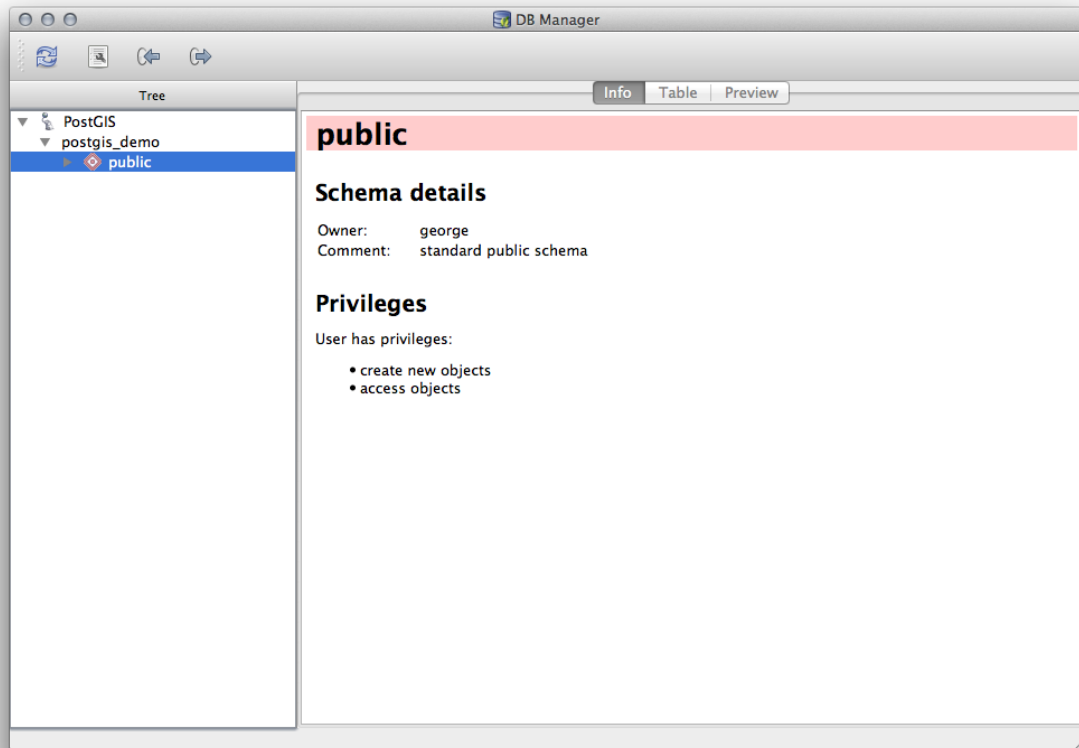 DB Manager
Tree
Info Table Preview
PostGIS
postgis_demo
public
public
Schema details
Owner: george
Comment: standard public schema
Privileges
User has privileges:
• create new objects
• access objects